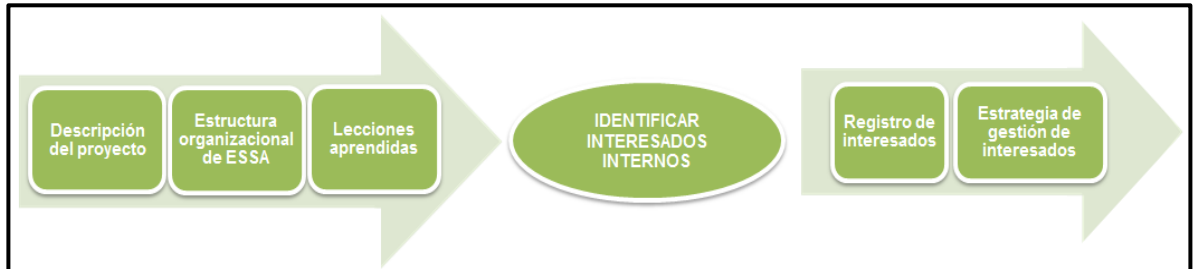 Descripción
del proyecto
Estructura
organizacional
de ESSA
Lecciones
aprendidas
IDENTIFICAR
INTERESADOS
INTERNOS
Registro de
interesados
Estrategia de
gestión de
interesados